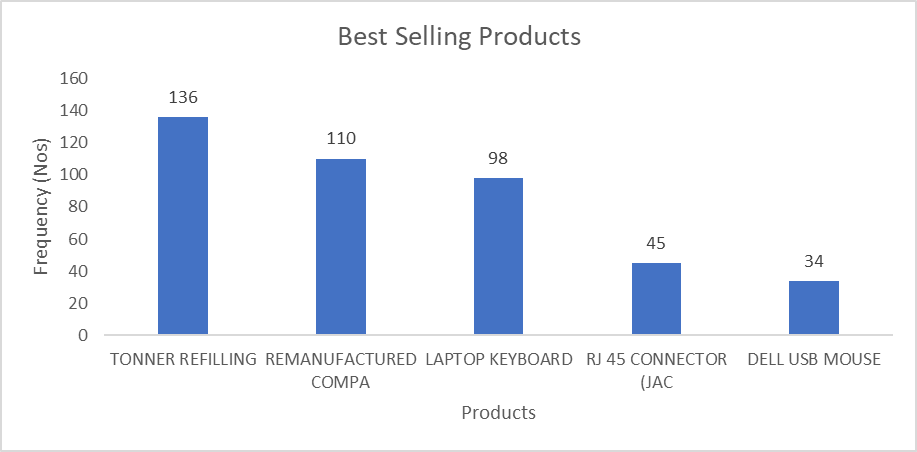 Best Selling Products
Frequency (Nos)
160
140
120
100
80
60
40
20
0
136
110
98
45
34
TONNER REFILLING
REMANUFACTURED
COMPA
LAPTOP KEYBOARD
RJ 45 CONNECTOR
(JAC
DELL USB MOUSE
Products